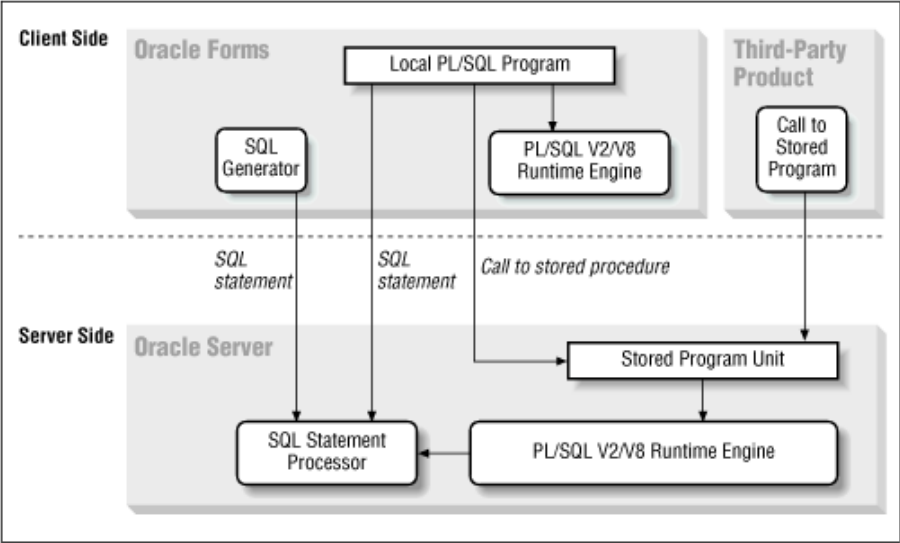 Client Side
Oracle Forms
Local PL/SQL Program
Third-Party
Product
SQL
Generator
PL/SQL V2/V8
Runtime Engine
Call to
Stored
Program
SQL
statement
SQL
statement
Call to stored procedure
Server Side
Oracle Server
Stored Program Unit
SQL Statement
Processor
PL/SQL V2/V8 Runtime Engine